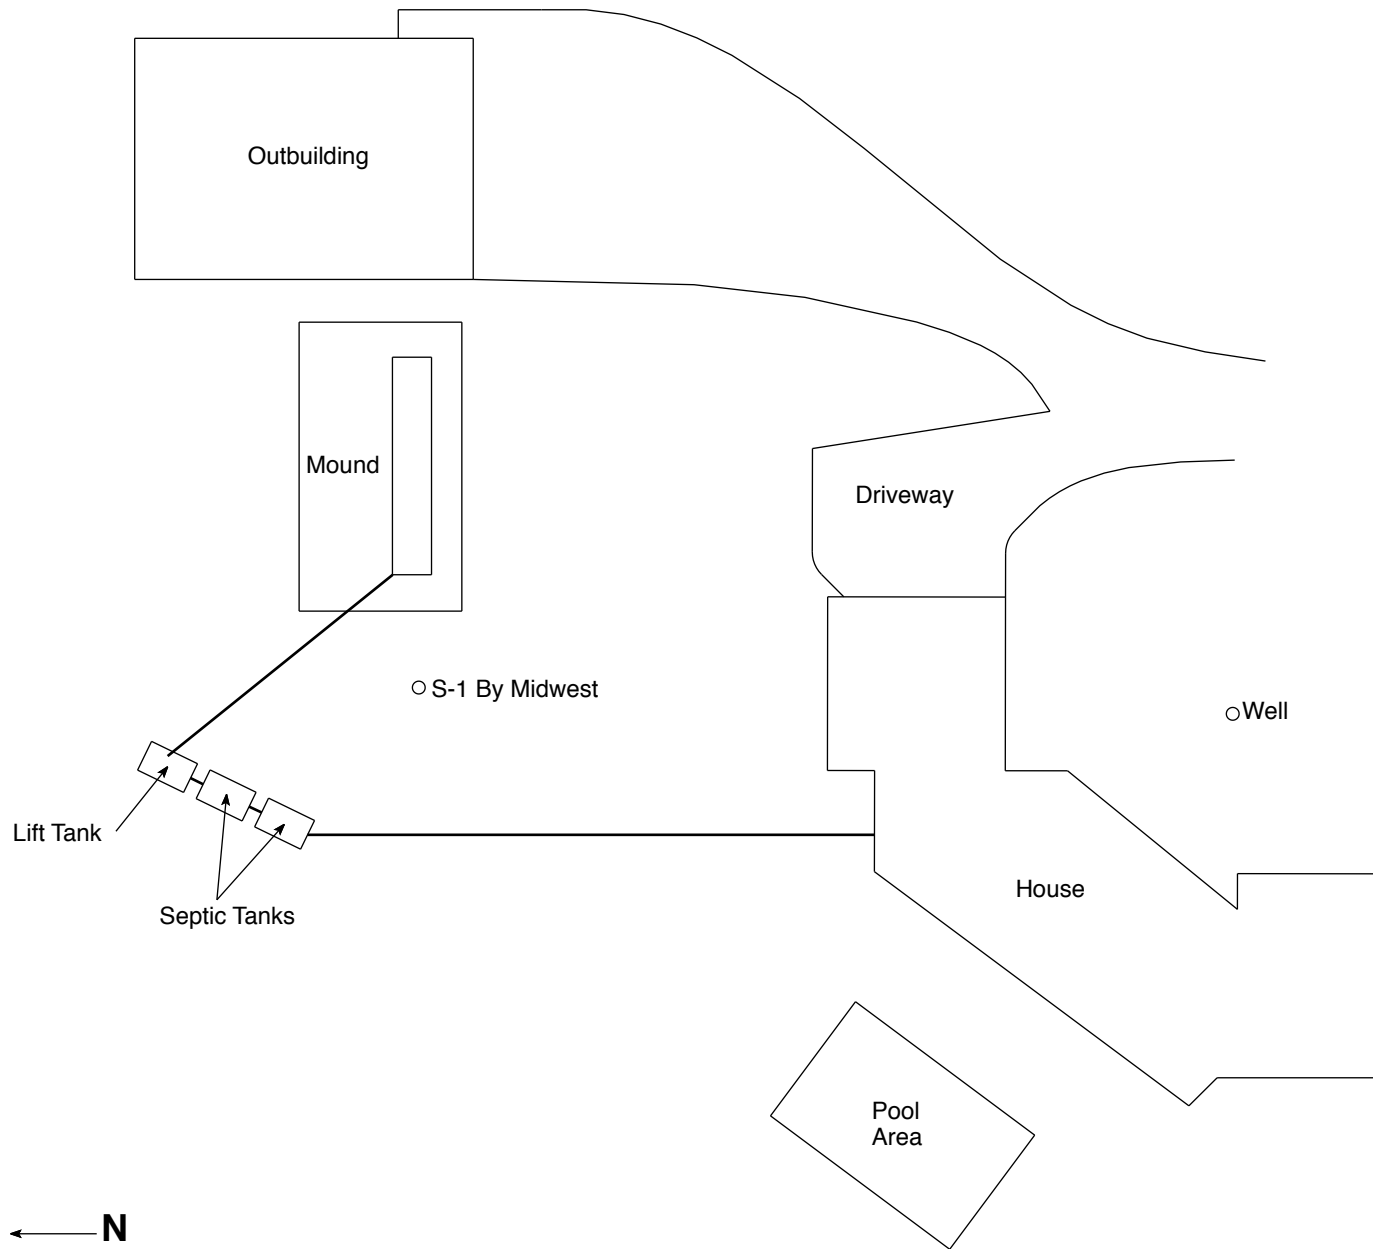 Outbuilding
Mound
Driveway
S-1 By Midwest
Well
Lift Tank
House
Septic Tanks
Pool
Area
N